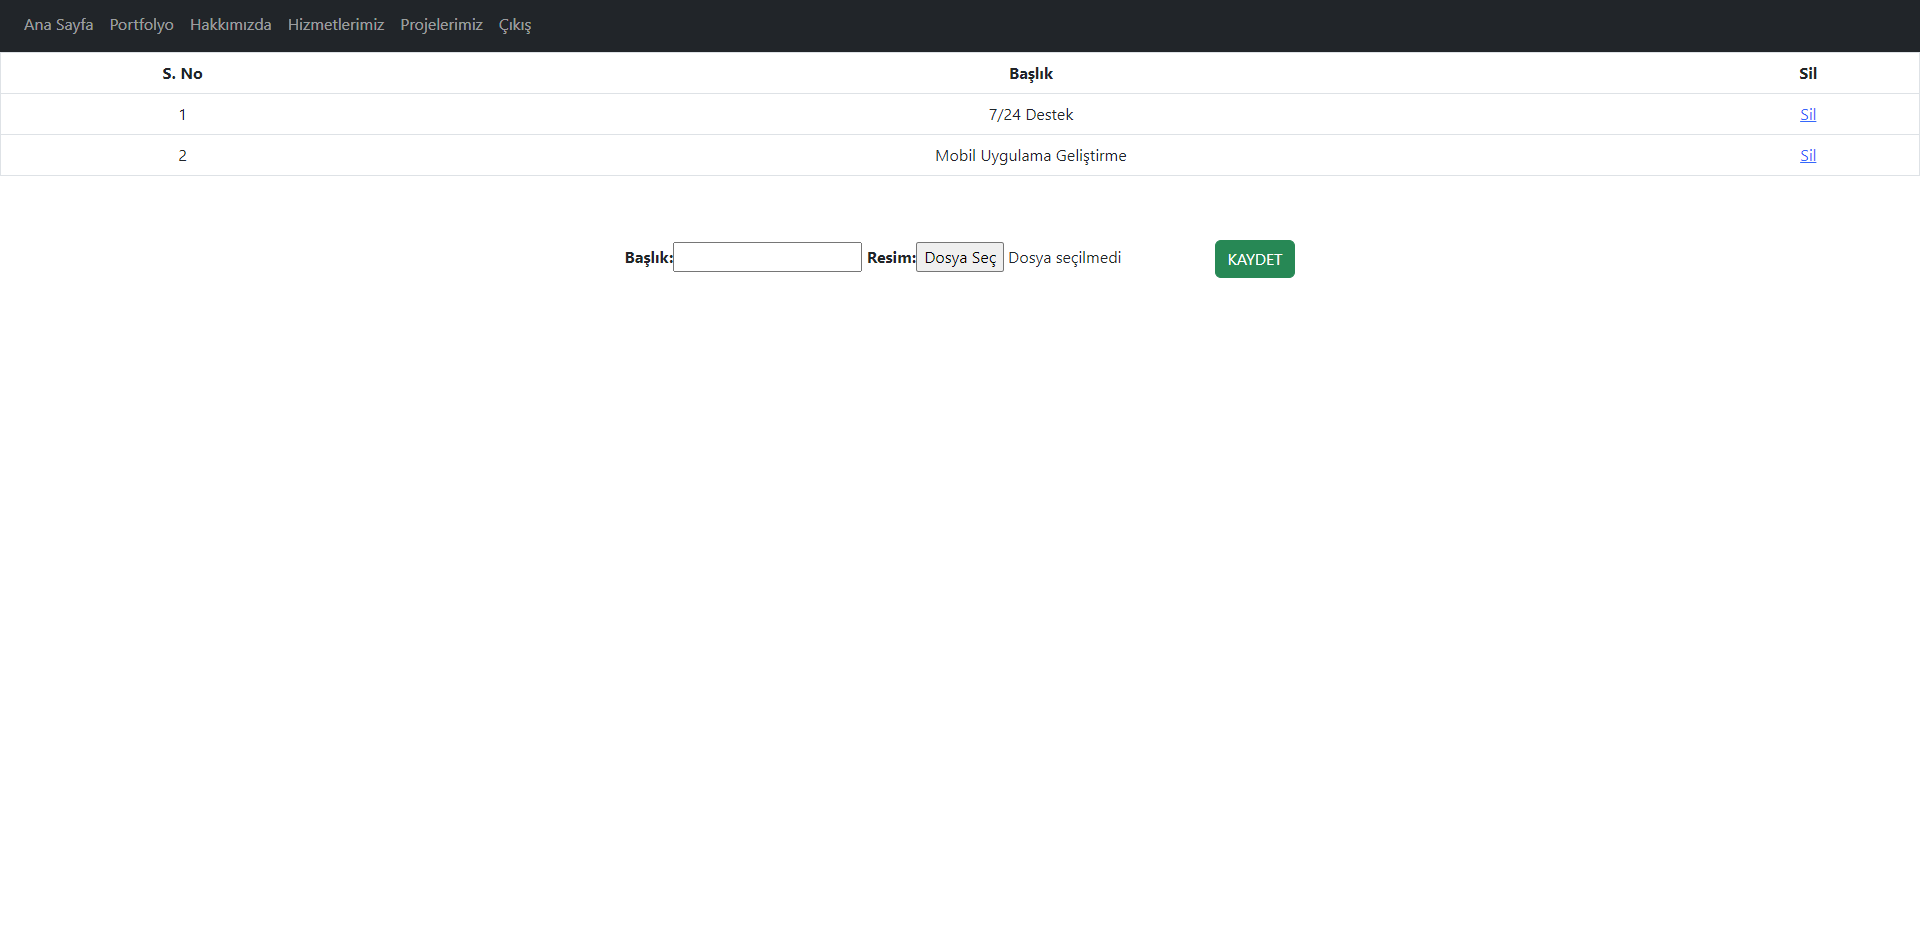 Ana Sayfa Portfolyo Hakkımızda Hizmetlerimiz Projelerimiz Çıkış
S. No Başlık Sil
1 7/24 Destek Sil
2 Mobil Uygulama Geliştirme Sil
Başlık: Resim: Dosya Seç Dosya seçilmedi KAYDET